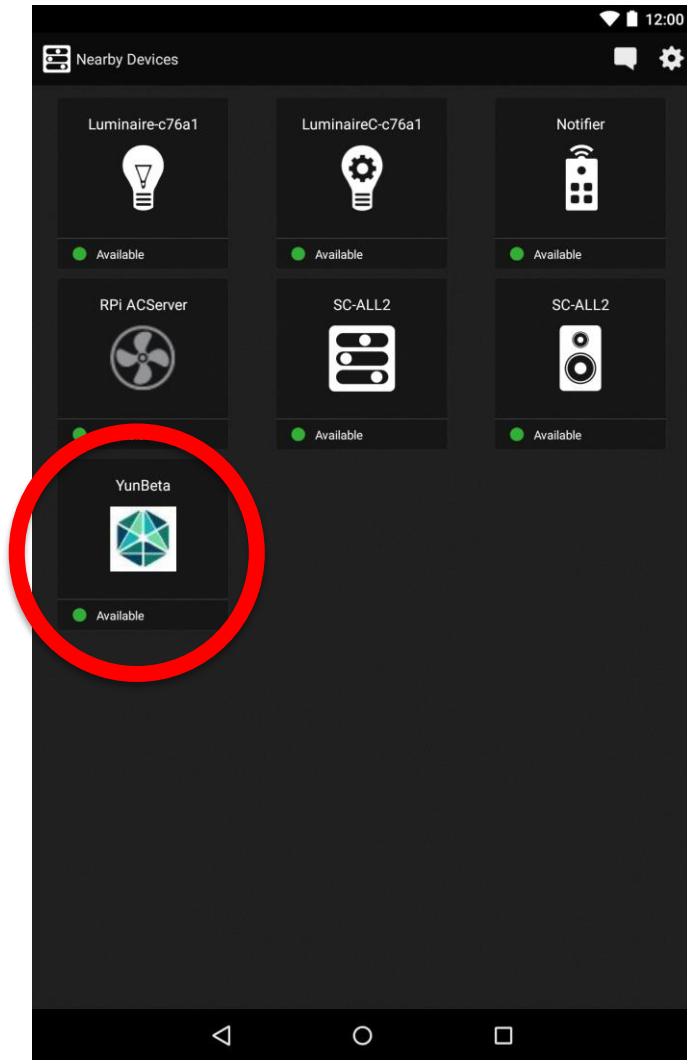 12:00
Nearby Devices
Luminaire-c76a1
LuminaireC-c76a1
Notifier
Available
Available
Available
RPi ACServer
SC-ALL2
SC-ALL2
Available
Available
YunBeta
Available